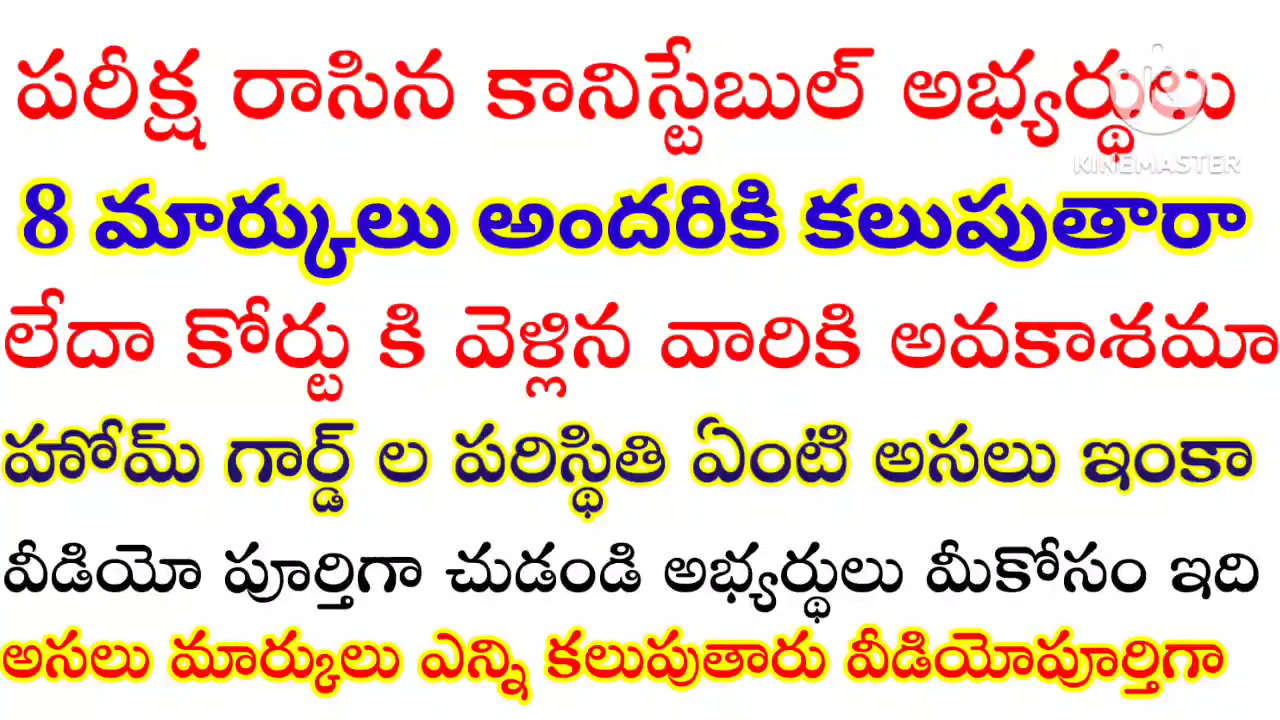 పరీక్ష రాసిన కానిస్టేబుల్ అభ్యర్థులు
KINEMASTER
8 మార్కులు అందరికి కలుపుతారా
లేదా కోర్టు కి వెళ్లిన వారికి అవకాశమా
హోమ్ గార్డ్ ల పరిస్థితి ఏంటి అసలు ఇంకా
వీడియో పూర్తిగా చుడండి అభ్యర్థులు మీకోసం ఇది
అసలు మార్కులు ఎన్ని కలుపుతారు వీడియోపూర్తిగా